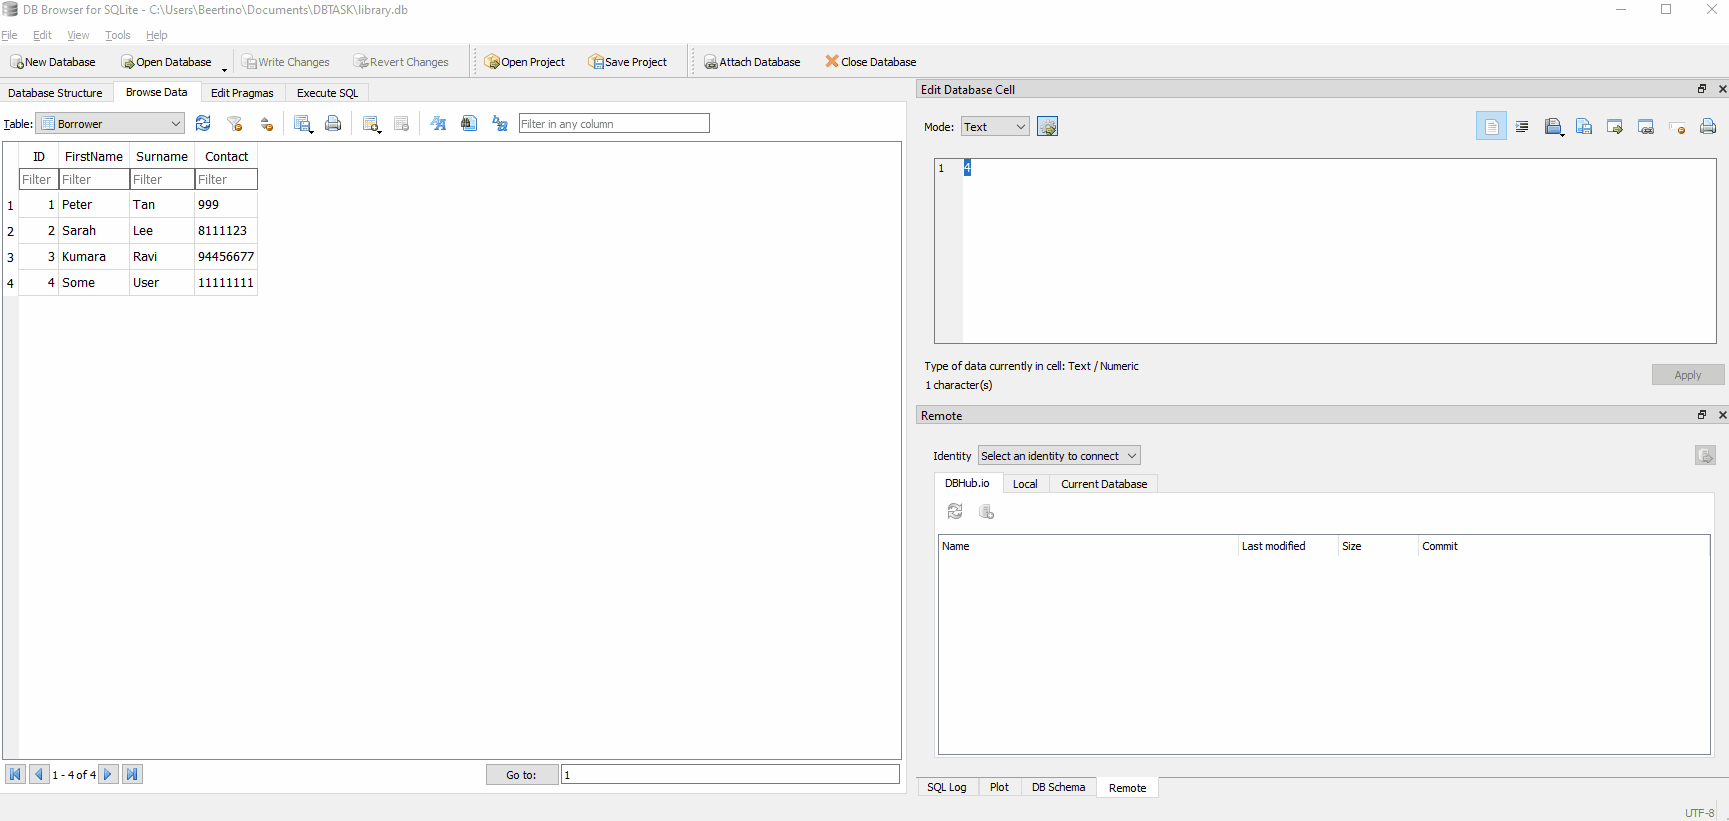 DB Browser for SQLite - C:\Users\Beertino\Documents\DBTASK\library.db
File Edit View Tools Help
New Database Open Database Write Changes Revert Changes Open Project Save Project Attach Database Close Database
Database Structure Browse Data Edit Pragmas Execute SQL
Table: Borrower Filter in any column
ID FirstName Surname Contact
Filter Filter Filter Filter
1 1 Peter Tan 999
2 2 Sarah Lee 8111123
3 3 Kumara Ravi 94456677
4 4 Some User 11111111
1 - 4 of 4 Go to: 1
Edit Database Cell
Mode: Text
1 4
Type of data currently in cell: Text / Numeric
1 character(s)
Apply
Remote
Identity Select an identity to connect
DBHub.io Local Current Database
Name Last modified Size Commit
SQL Log Plot DB Schema Remote
UTF-8